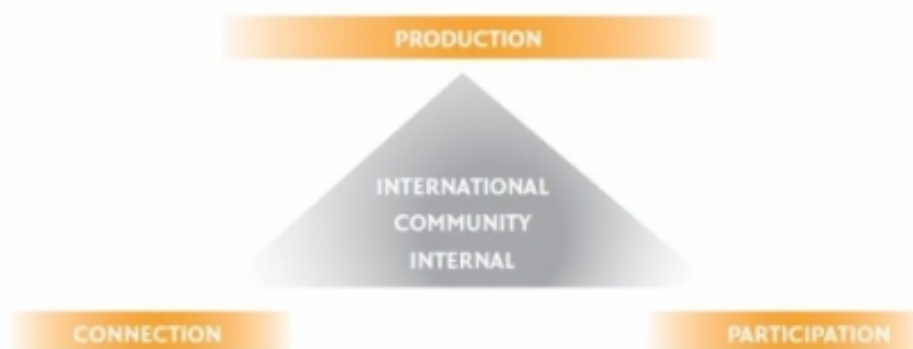 PRODUCTION
INTERNATIONAL
COMMUNITY
INTERNAL
CONNECTION
PARTICIPATION